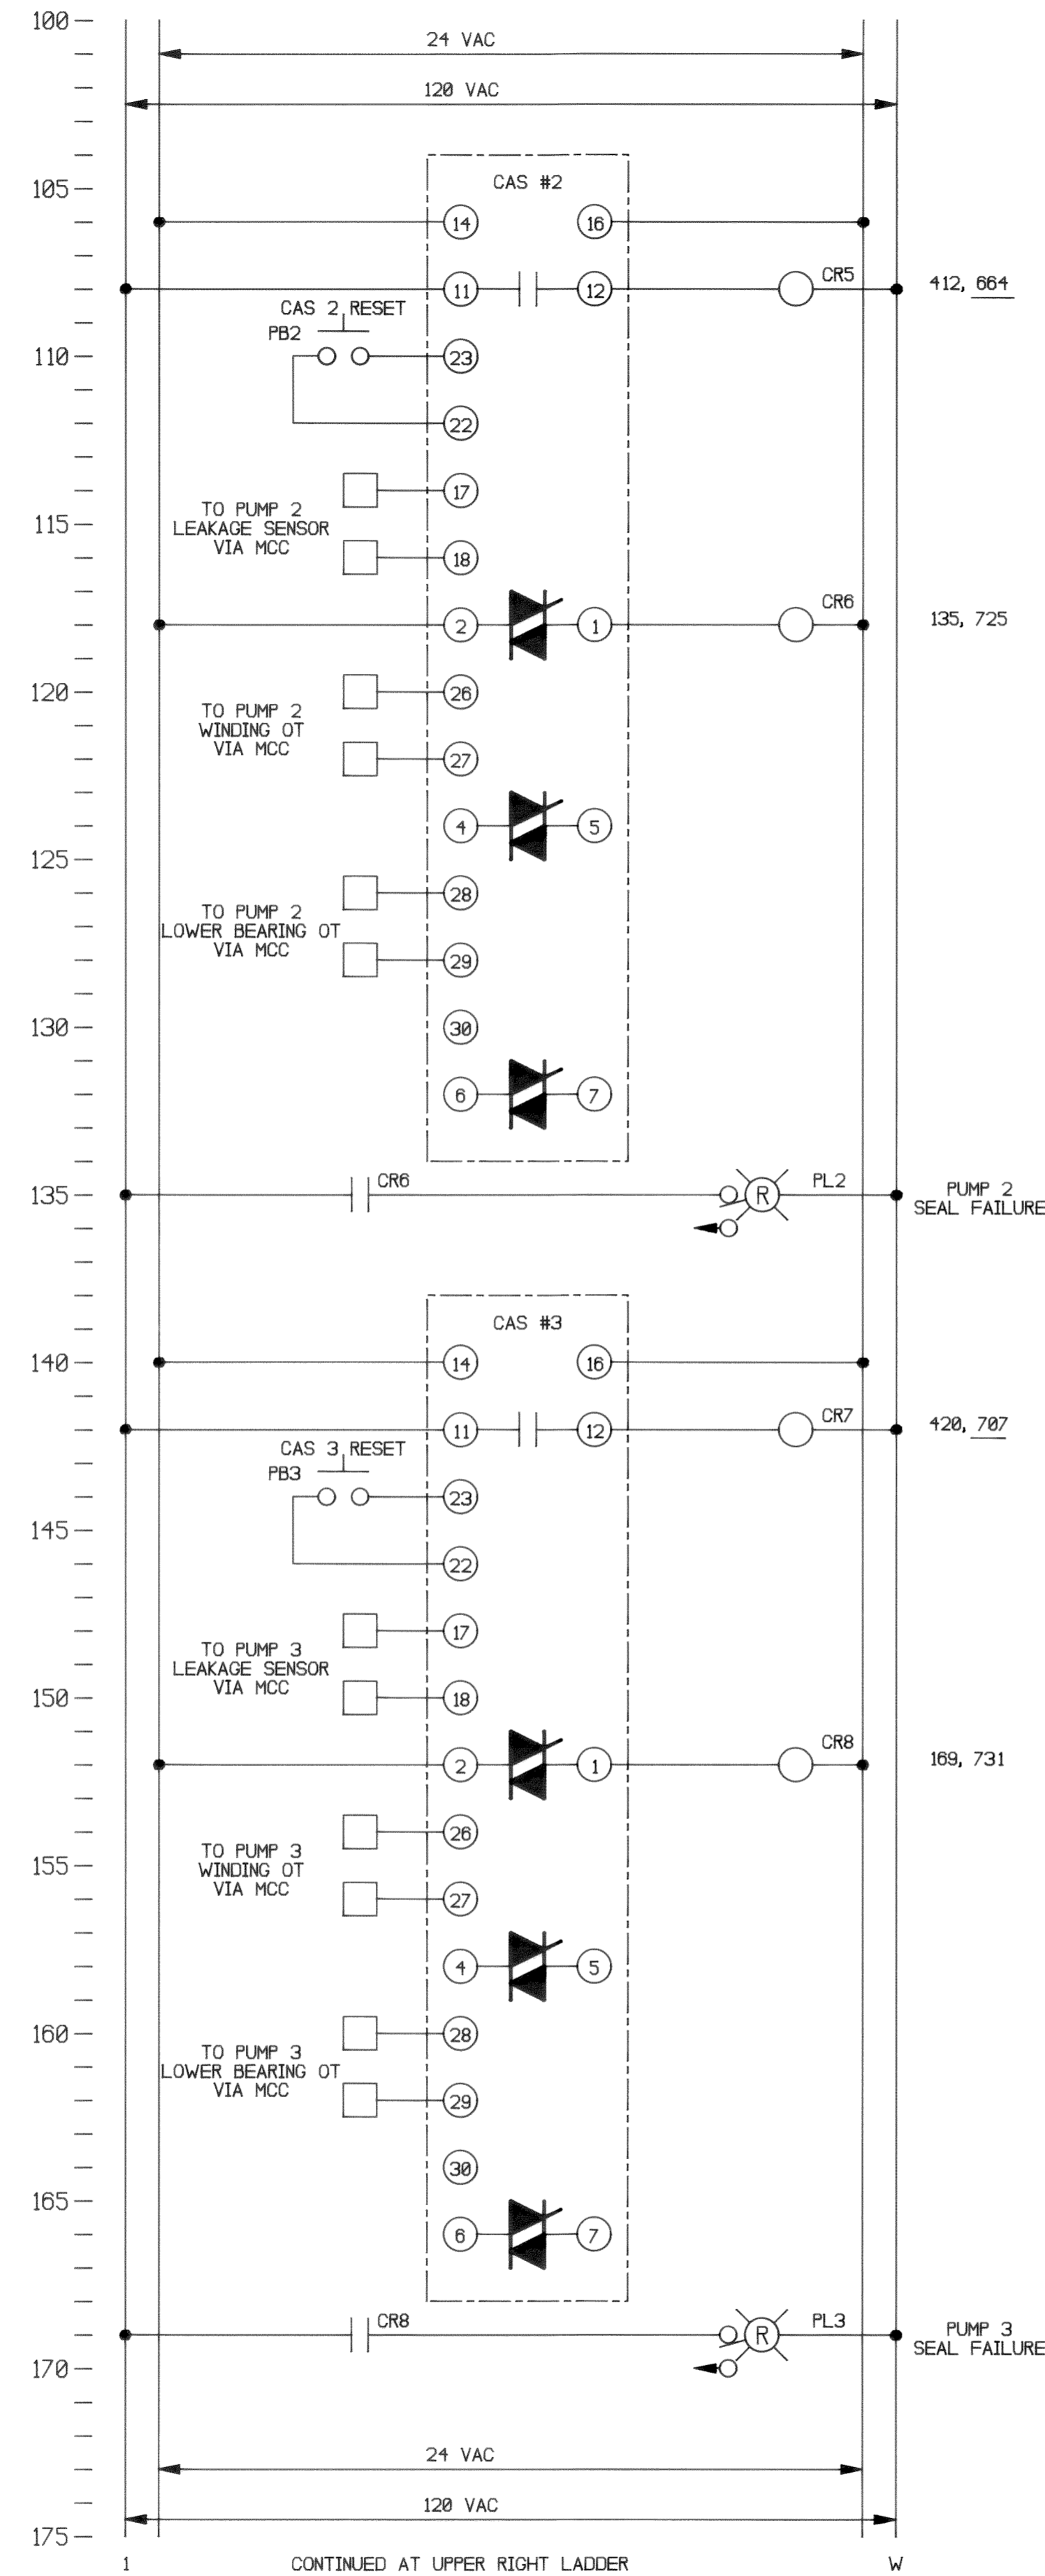 100
24 VAC
120 VAC
CAS #2
105
14 16
CR5
11 12 412, 664
CAS 2 RESET
PB2
110 23
22
17
TO PUMP 2
115 LEAKAGE SENSOR
VIA MCC
18
CR6
2 1 135, 725
120 26
TO PUMP 2
WINDING OT
VIA MCC
27
4 5
125
28
TO PUMP 2
LOWER BEARING OT
VIA MCC
29
130 30
6 7
CR6 PL2
135 R PUMP 2
SEAL FAILURE
CAS #3
140 14 16
CR7
11 12 420, 707
CAS 3 RESET
PB3
23
145
22
17
TO PUMP 3
LEAKAGE SENSOR
VIA MCC
150 18
CR8
2 1 169, 731
26
TO PUMP 3
155 WINDING OT
VIA MCC
27
4 5
160 28
TO PUMP 3
LOWER BEARING OT
VIA MCC
29
30
165
6 7
CR8 PL3
R PUMP 3
SEAL FAILURE
170
24 VAC
120 VAC
175
1 CONTINUED AT UPPER RIGHT LADDER W